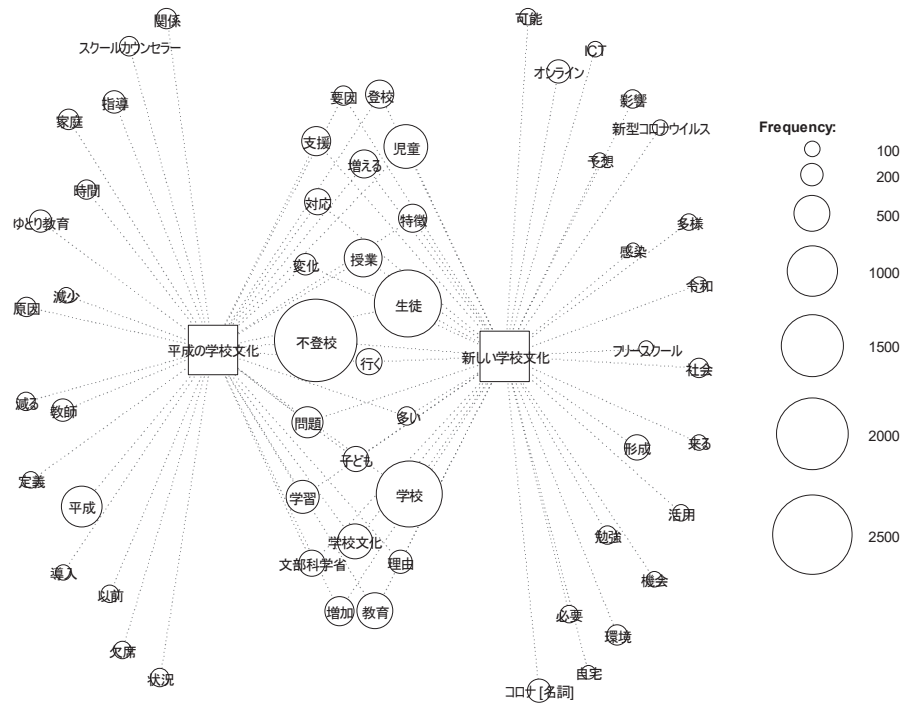 関係
スクールカウンセラー
指導
家庭
時間
ゆとり教育
減少
原因
平成の学校文化
減る
教師
定義
平成
導入
以前
欠席
状況
要因
登校
支援
児童
増える
対応
特徴
変化
授業
生徒
不登校
行く
問題
多い
子ども
学習
学校
学校文化
文部科学省
理由
増加
教育
可能
ICT
オンライン
影響
新型コロナウイルス
予想
多様
感染
令和
新しい学校文化
フリースクール
社会
形成
来る
活用
勉強
機会
必要
環境
自宅
コロナ [名詞]
Frequency:
100
200
500
1000
1500
2000
2500